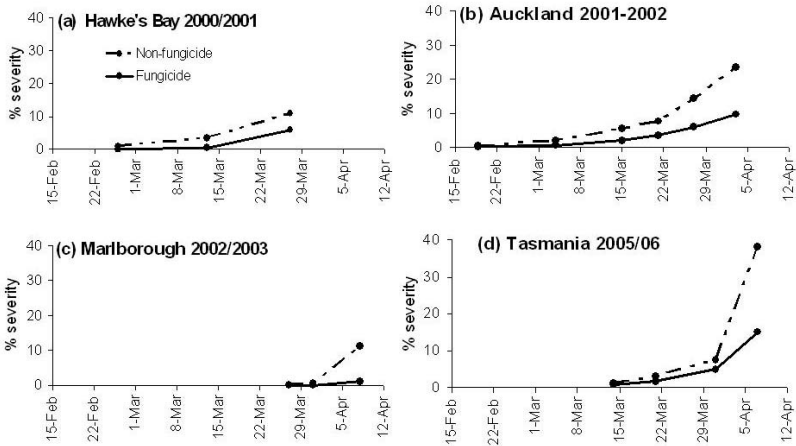 (a) Hawke's Bay 2000/2001
40
30
20
10
0
% severity
Non-fungicide
Fungicide
15-Feb
22-Feb
1-Mar
8-Mar
15-Mar
22-Mar
29-Mar
5-Apr
12-Apr
(b) Auckland 2001-2002
40
30
20
10
0
% severity
15-Feb
22-Feb
1-Mar
8-Mar
15-Mar
22-Mar
29-Mar
5-Apr
12-Apr
(c) Marlborough 2002/2003
40
30
20
10
0
% severity
15-Feb
22-Feb
1-Mar
8-Mar
15-Mar
22-Mar
29-Mar
5-Apr
12-Apr
(d) Tasmania 2005/06
40
30
20
10
0
% severity
15-Feb
22-Feb
1-Mar
8-Mar
15-Mar
22-Mar
29-Mar
5-Apr
12-Apr